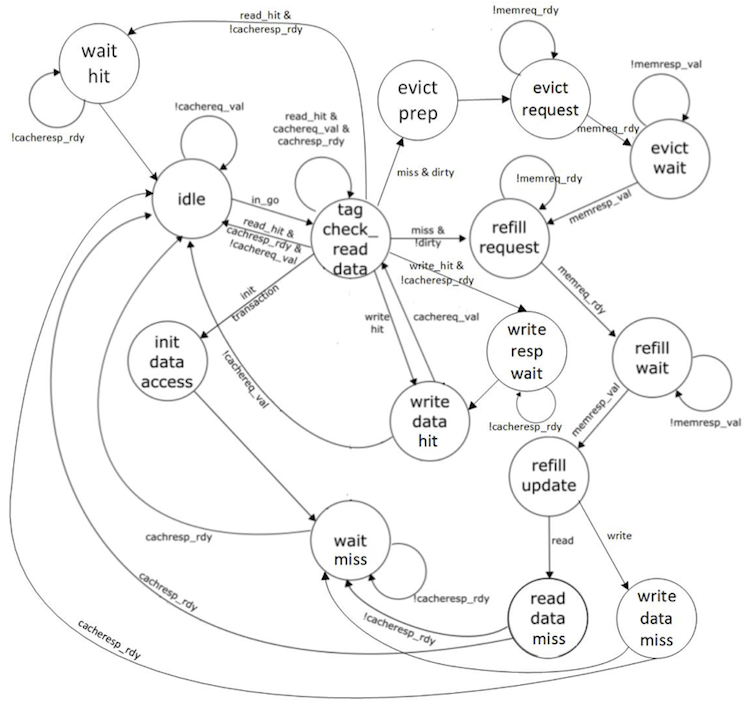 read_hit &
!cacheresp_rdy
!memreq_rdy
wait
hit
!memresp_val
evict
prep
evict
request
!cachereq_val
read_hit &
cachereq_val &
cachresp_rdy
!cacheresp_rdy
memreq_rdy
evict
wait
miss & dirty
!memreq_rdy
idle
in_go
memresp_val
tag
check_
read
data
read_hit &
cachresp_rdy &
!cachereq_val
miss &
!dirty
refill
request
write_hit &
!cacheresp_rdy
memreq_rdy
init
transaction
write
hit
cachereq_val
write
resp
wait
init
data
access
refill
wait
!cachereq_val
write
data
hit
!cacheresp_rdy
memresp_val
!memresp_val
refill
update
cachresp_rdy
wait
miss
read
write
!cacheresp_rdy
cachresp_rdy
!cacheresp_rdy
read
data
miss
write
data
miss
cacheresp_rdy